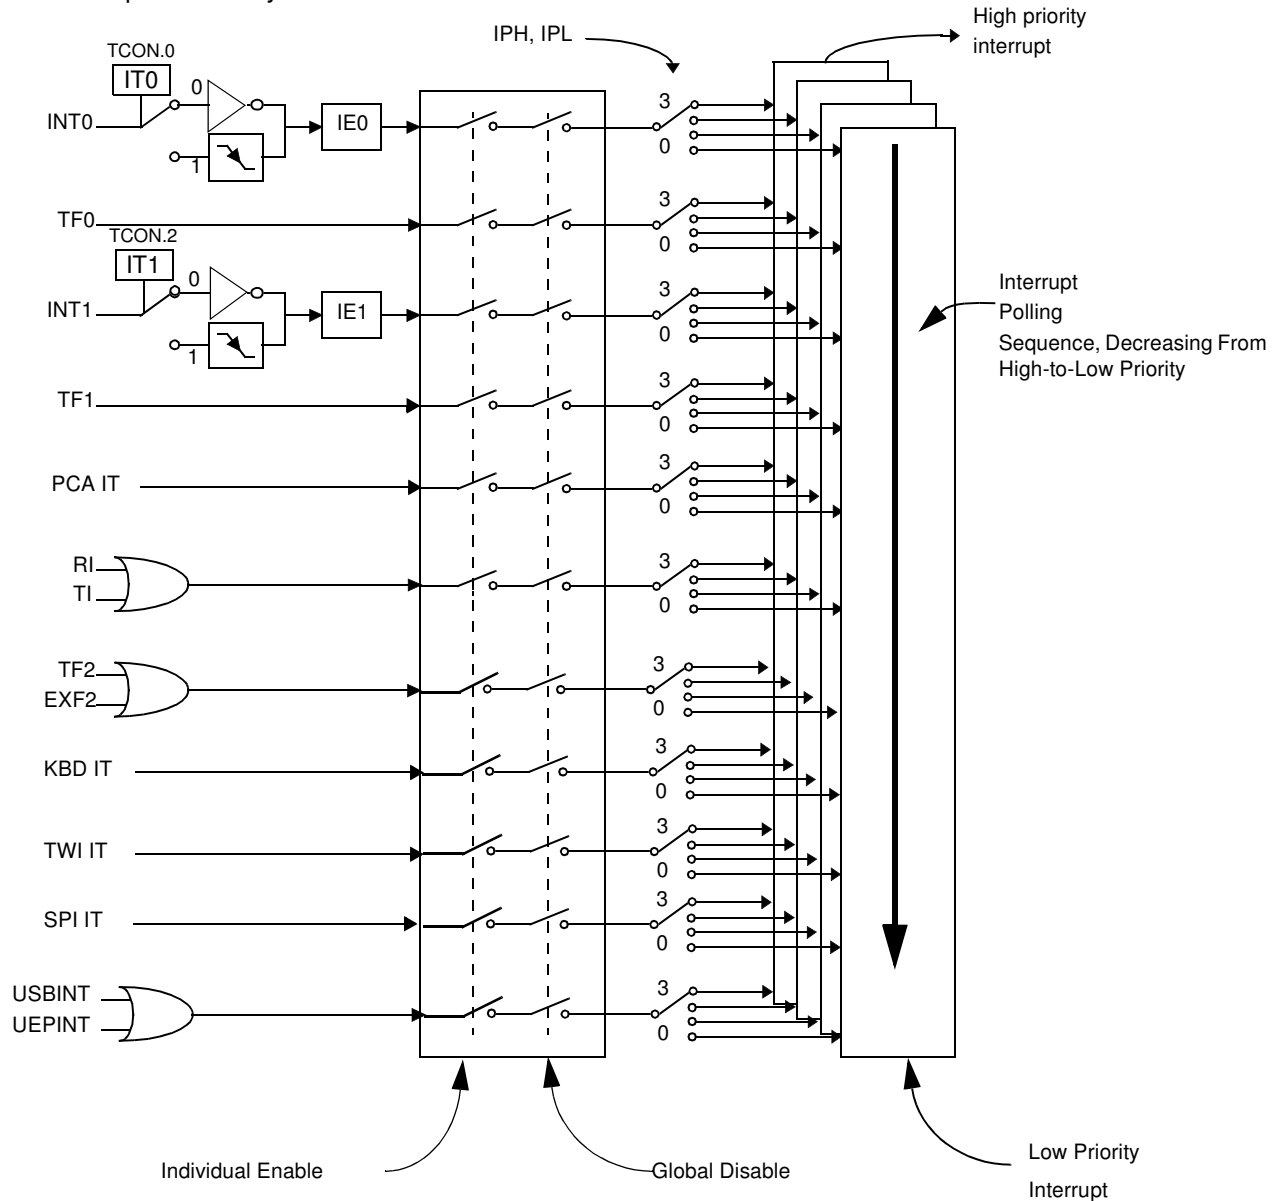 High priority
interrupt
IPH, IPL
TCON.0
IT0
0
INT0
1
IE0
3
0
TF0
3
0
TCON.2
IT1
0
INT1
1
IE1
3
0
Interrupt
Polling
Sequence, Decreasing From
High-to-Low Priority
TF1
3
0
PCA IT
3
0
RI
TI
3
0
TF2
EXF2
3
0
KBD IT
3
0
TWI IT
3
0
SPI IT
3
0
USBINT
UEPINT
3
0
Individual Enable
Global Disable
Low Priority
Interrupt